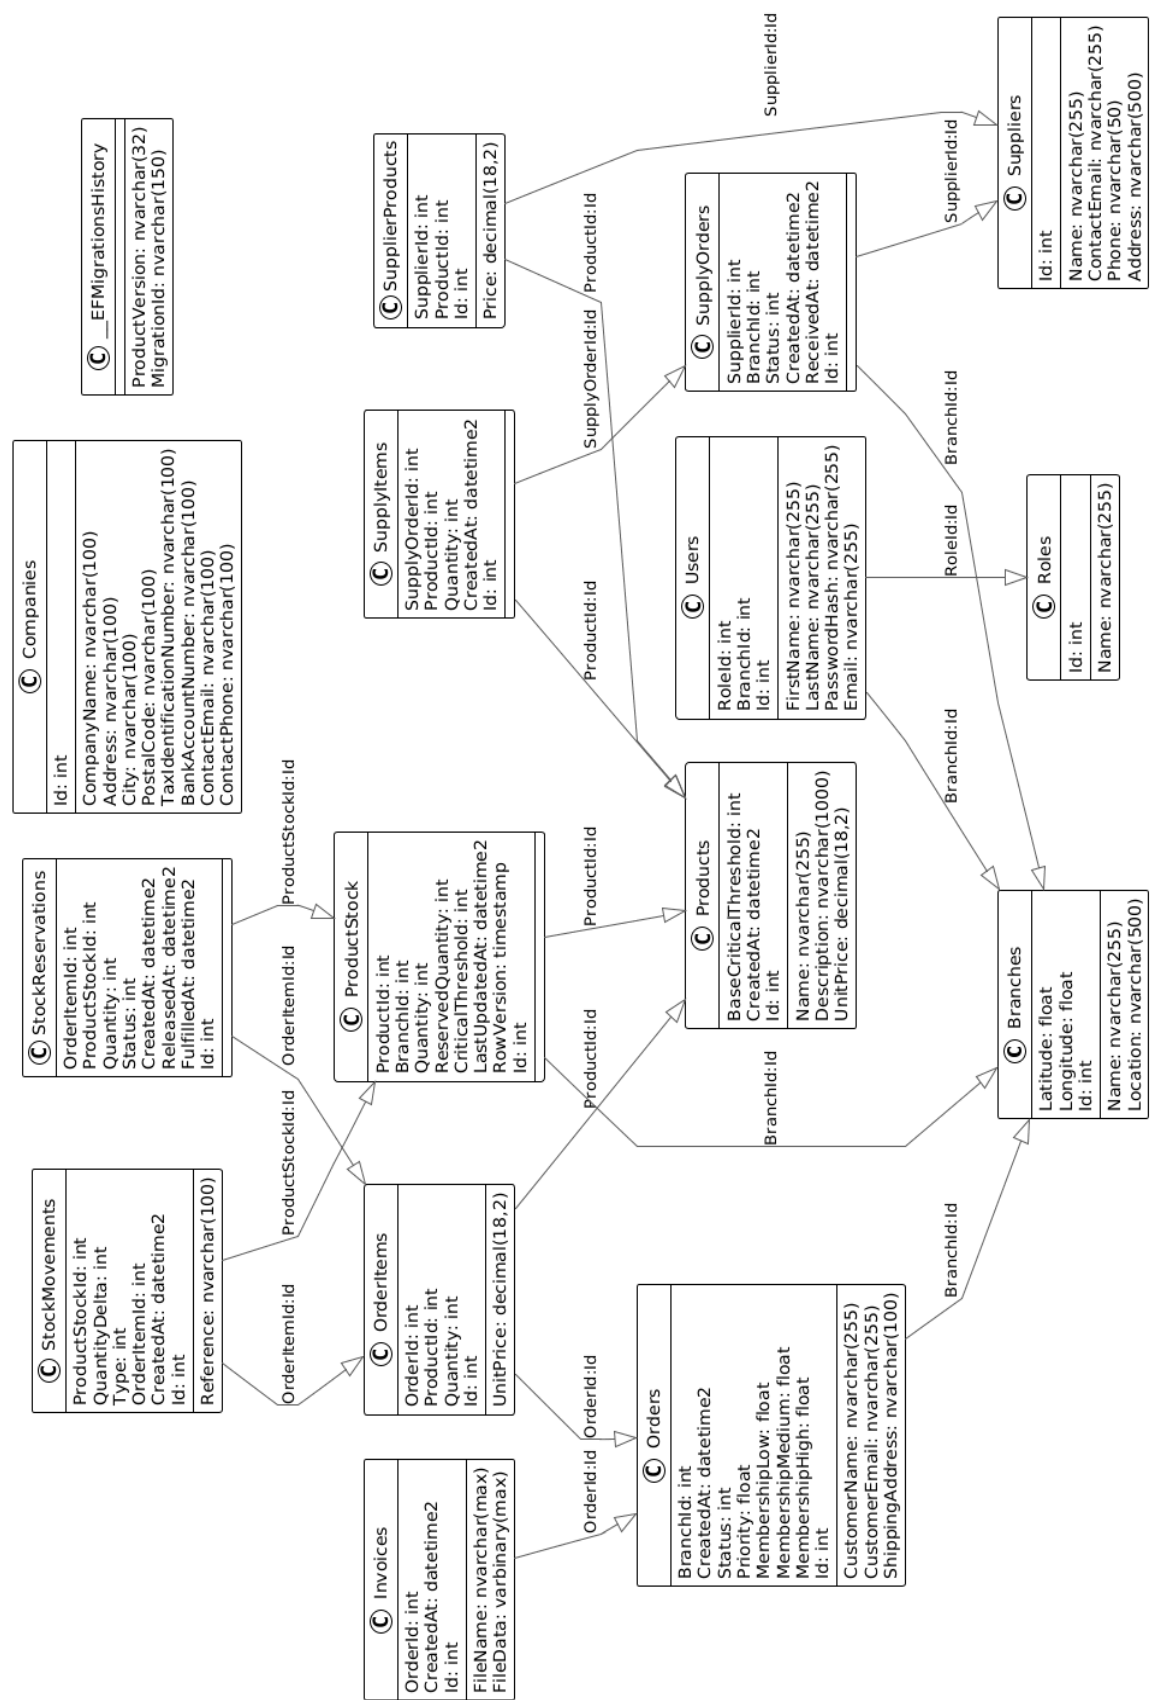 StockMovements
ProductStockId: int
QuantityDelta: int
Type: int
OrderItemId: int
CreatedAt: datetime2
Id: int
Reference: nvarchar(100)
StockReservations
OrderItemId: int
ProductStockId: int
Quantity: int
Status: int
CreatedAt: datetime2
ReleasedAt: datetime2
FulfilledAt: datetime2
Id: int
Companies
Id: int
CompanyName: nvarchar(100)
Address: nvarchar(100)
City: nvarchar(100)
PostalCode: nvarchar(100)
TaxIdentificationNumber: nvarchar(100)
BankAccountNumber: nvarchar(100)
ContactEmail: nvarchar(100)
ContactPhone: nvarchar(100)
__EFMigrationsHistory
ProductVersion: nvarchar(32)
MigrationId: nvarchar(150)
OrderItemId:Id
ProductStockId:Id
OrderItemId:Id
ProductStockId:Id
Invoices
OrderId: int
CreatedAt: datetime2
Id: int
FileName: nvarchar(max)
FileData: varbinary(max)
OrderItems
OrderId: int
ProductId: int
Quantity: int
Id: int
UnitPrice: decimal(18,2)
ProductStock
ProductId: int
BranchId: int
Quantity: int
ReservedQuantity: int
CriticalThreshold: int
LastUpdatedAt: datetime2
RowVersion: timestamp
Id: int
SupplyItems
SupplyOrderId: int
ProductId: int
Quantity: int
CreatedAt: datetime2
Id: int
SupplierProducts
SupplierId: int
ProductId: int
Id: int
Price: decimal(18,2)
OrderId:Id
OrderId:Id
ProductId:Id
ProductId:Id
ProductId:Id
SupplyOrderId:Id
ProductId:Id
Orders
BranchId: int
CreatedAt: datetime2
Status: int
Priority: float
MembershipLow: float
MembershipMedium: float
MembershipHigh: float
Id: int
CustomerName: nvarchar(255)
CustomerEmail: nvarchar(255)
ShippingAddress: nvarchar(100)
BranchId:Id
Products
BaseCriticalThreshold: int
CreatedAt: datetime2
Id: int
Name: nvarchar(255)
Description: nvarchar(1000)
UnitPrice: decimal(18,2)
Users
RoleId: int
BranchId: int
Id: int
FirstName: nvarchar(255)
LastName: nvarchar(255)
PasswordHash: nvarchar(255)
Email: nvarchar(255)
SupplyOrders
SupplierId: int
BranchId: int
Status: int
CreatedAt: datetime2
ReceivedAt: datetime2
Id: int
SupplierId:Id
BranchId:Id
BranchId:Id
RoleId:Id
BranchId:Id
SupplierId:Id
Branches
Latitude: float
Longitude: float
Id: int
Name: nvarchar(255)
Location: nvarchar(500)
Roles
Id: int
Name: nvarchar(255)
Suppliers
Id: int
Name: nvarchar(255)
ContactEmail: nvarchar(255)
Phone: nvarchar(50)
Address: nvarchar(500)